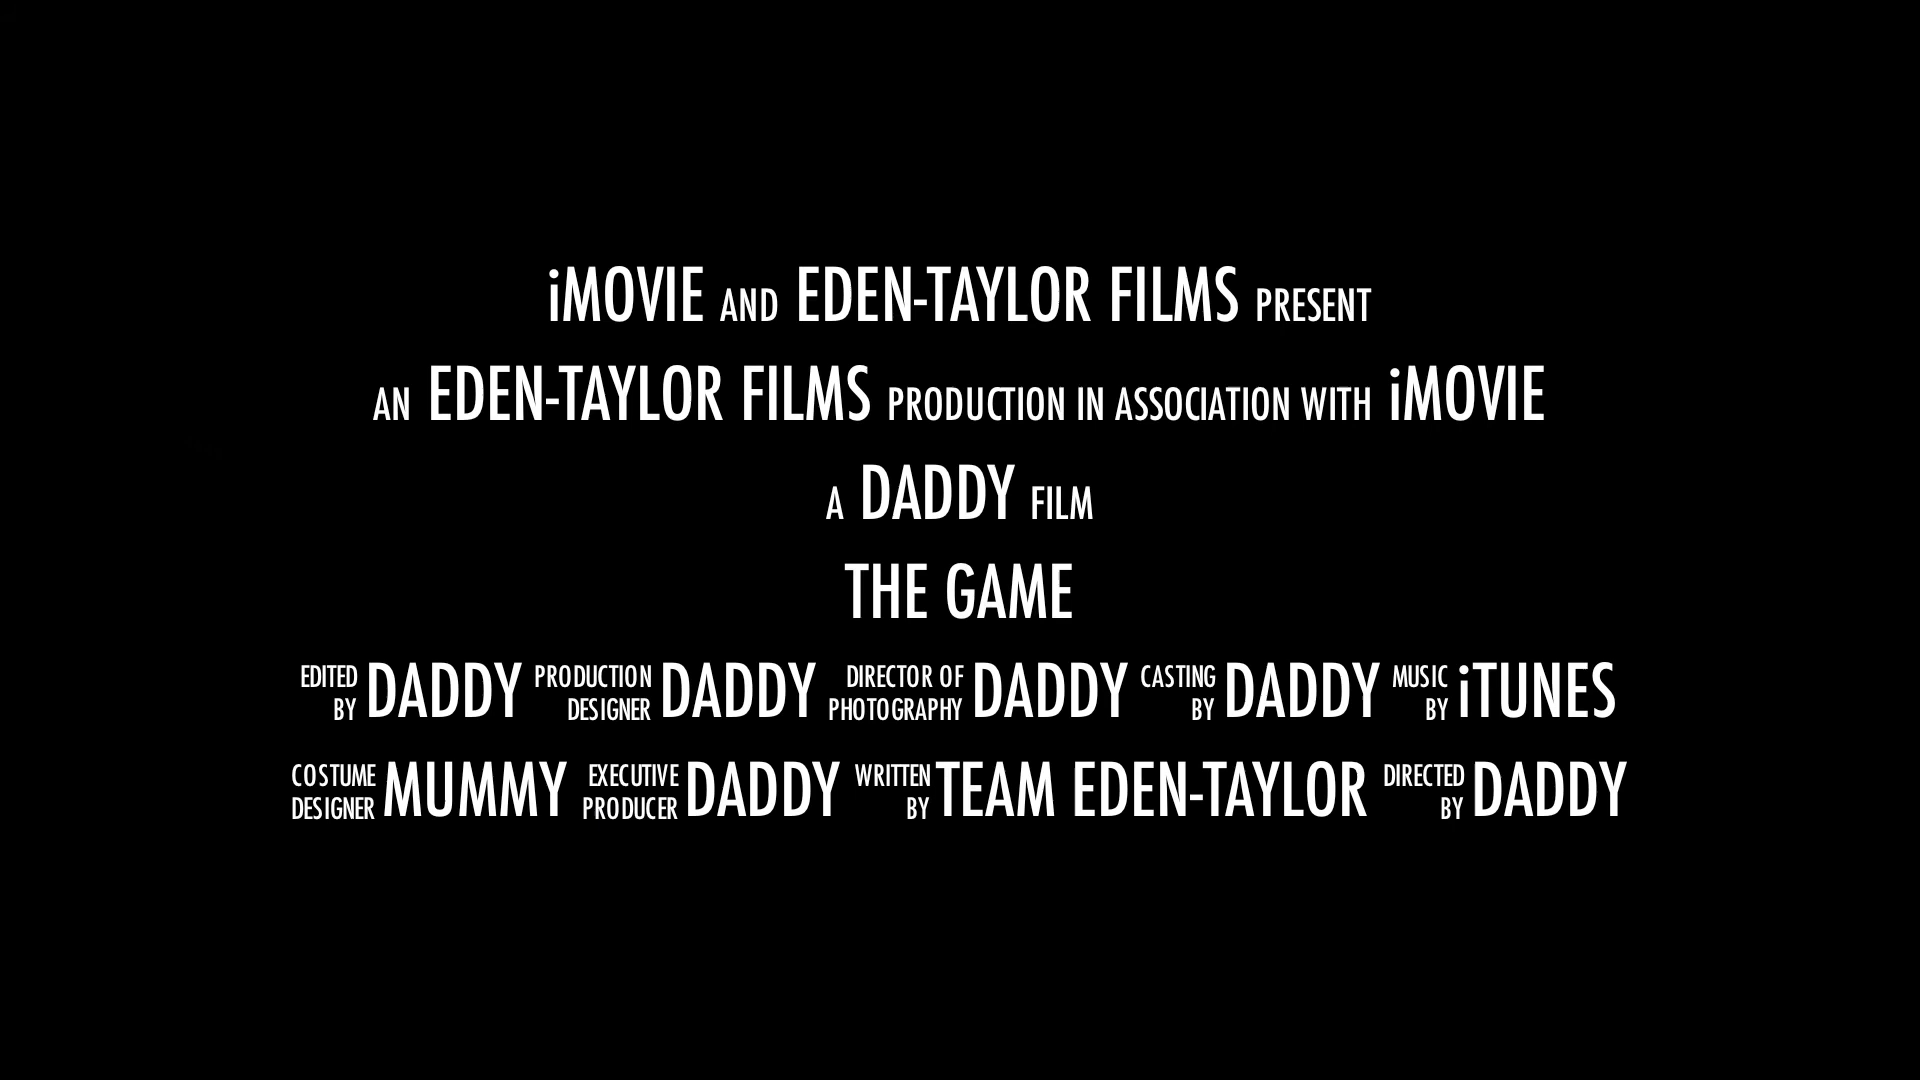 iMOVIE AND EDEN-TAYLOR FILMS PRESENT
AN EDEN-TAYLOR FILMS PRODUCTION IN ASSOCIATION WITH iMOVIE
A DADDY FILM
THE GAME
EDITED BY DADDY PRODUCTION DESIGNER DADDY DIRECTOR OF PHOTOGRAPHY DADDY CASTING BY DADDY MUSIC BY iTUNES
COSTUME DESIGNER MUMMY EXECUTIVE PRODUCER DADDY WRITTEN BY TEAM EDEN-TAYLOR DIRECTED BY DADDY